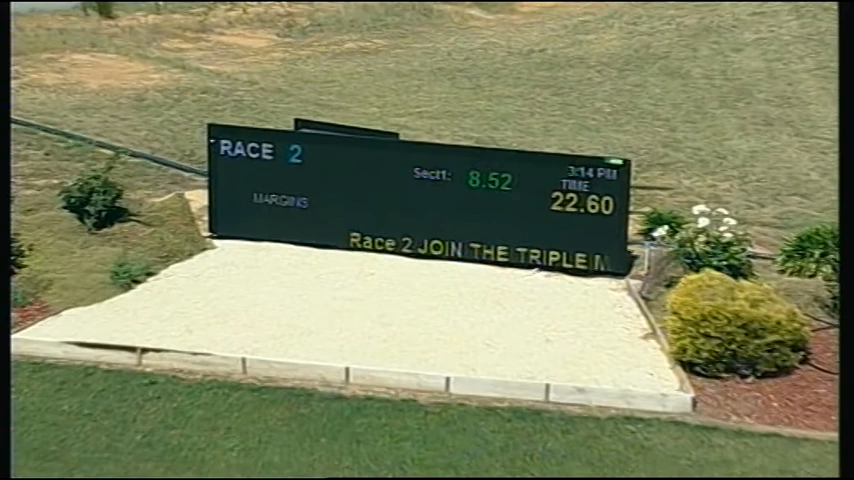 RACE 2
3:14 PM
Sect1: 8.52
TIME
22.60
MARGINS
Race 2 JOIN THE TRIPLE